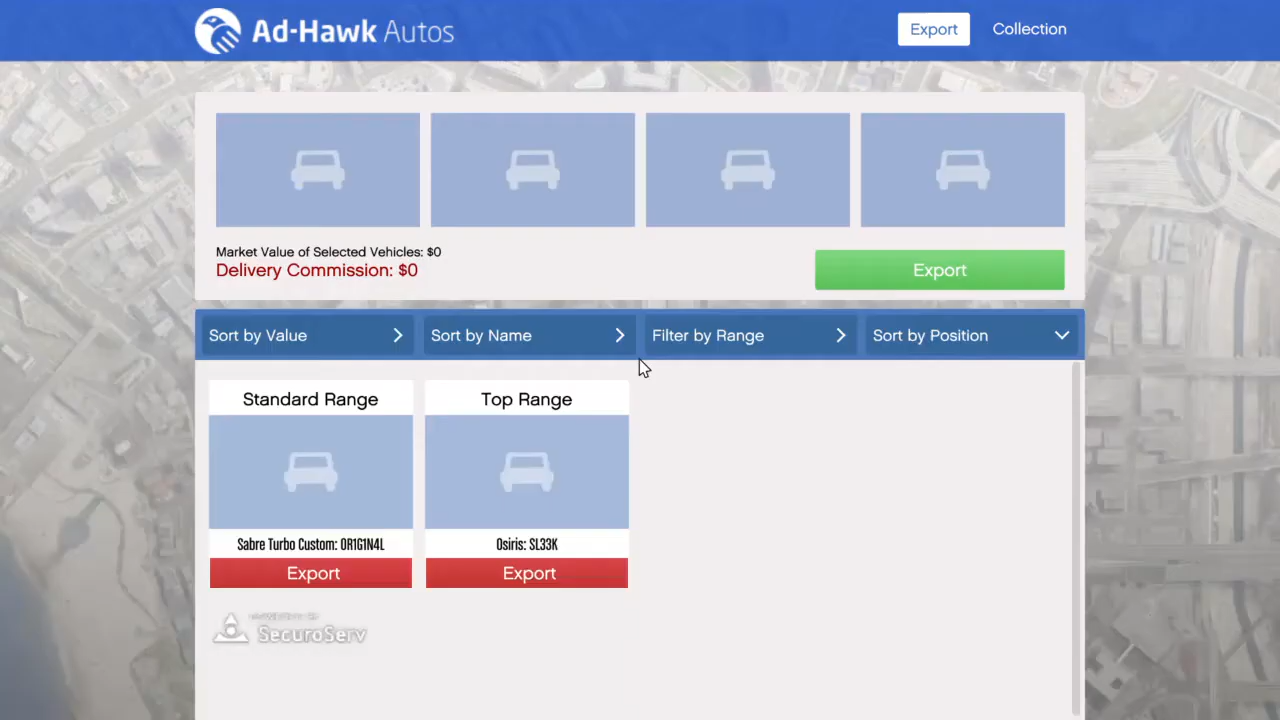 Ad-Hawk Autos
Export
Collection
Market Value of Selected Vehicles: $0
Delivery Commission: $0
Export
Sort by Value
Sort by Name
Filter by Range
Sort by Position
Standard Range
Top Range
Sabre Turbo Custom: 0R1G1N4L
Osiris: SL33K
Export
Export
SecuroServ